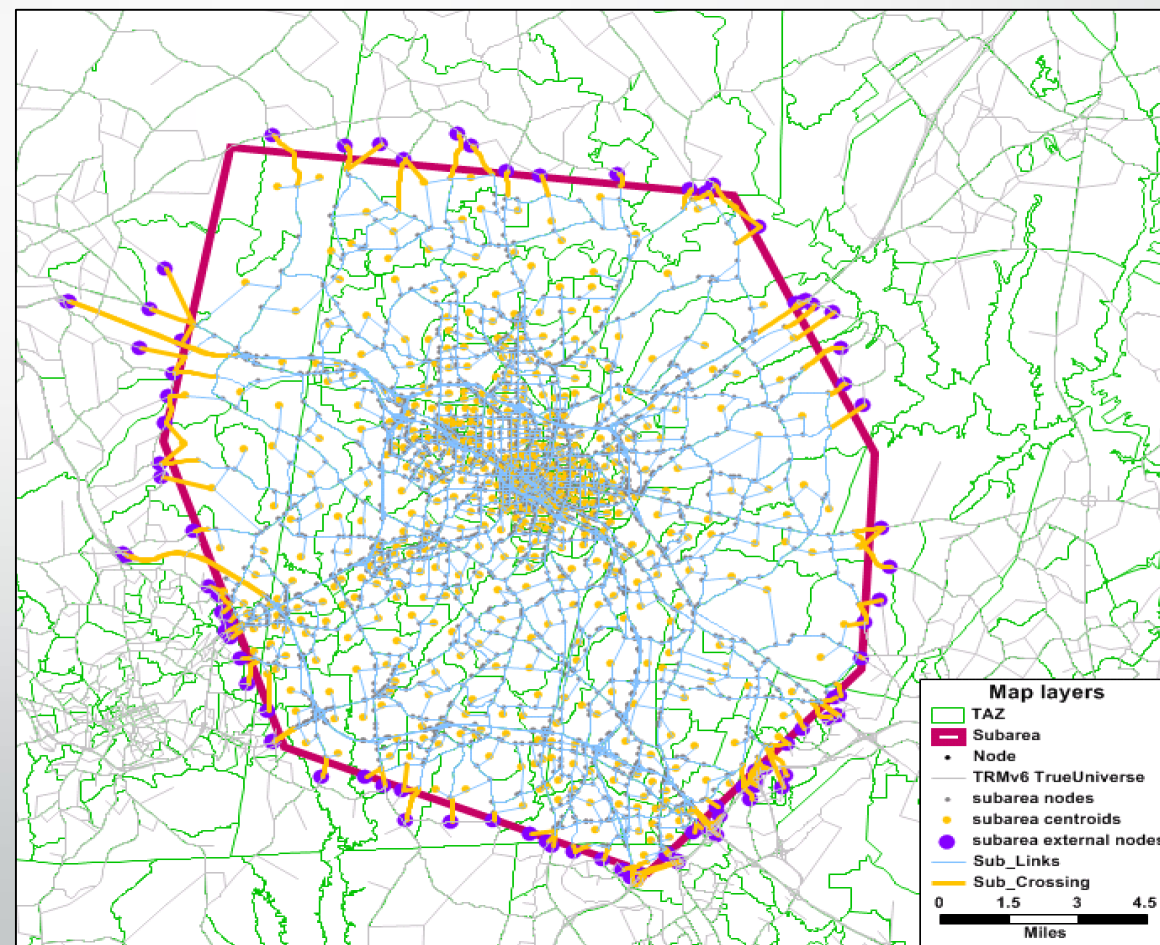 Map layers
TAZ
Subarea
Node
TRMv6 TrueUniverse
subarea nodes
subarea centroids
subarea external nodes
Sub_Links
Sub_Crossing
0 1.5 3 4.5
Miles